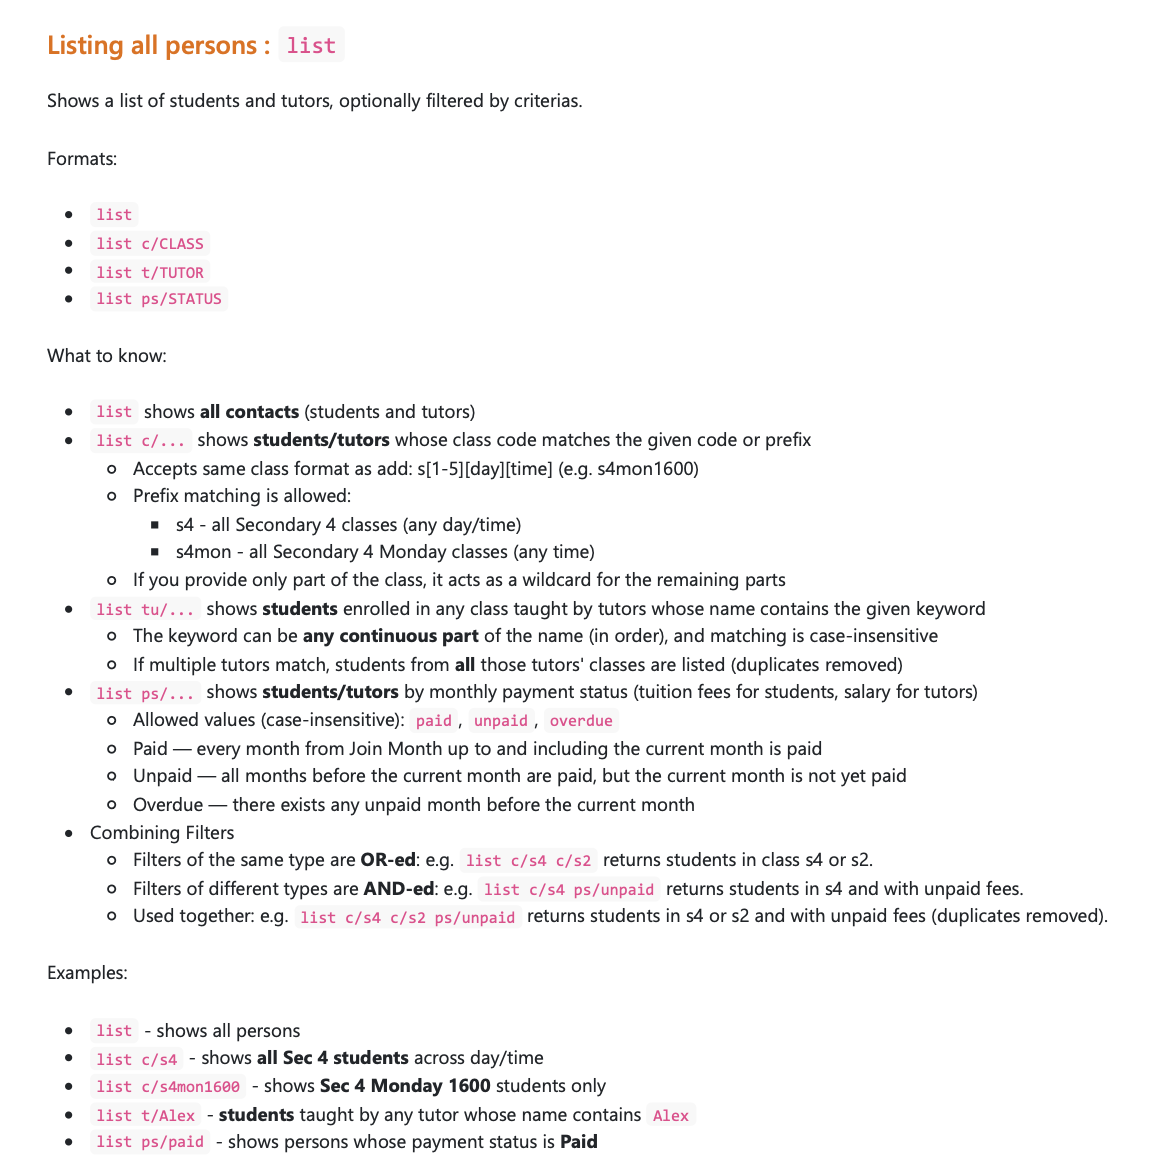 Listing all persons : list
Shows a list of students and tutors, optionally filtered by criterias.
Formats:
list
list c/CLASS
list t/TUTOR
list ps/STATUS
What to know:
list shows all contacts (students and tutors)
list c/... shows students/tutors whose class code matches the given code or prefix
Accepts same class format as add: s[1-5][day][time] (e.g. s4mon1600)
Prefix matching is allowed:
s4 - all Secondary 4 classes (any day/time)
s4mon - all Secondary 4 Monday classes (any time)
If you provide only part of the class, it acts as a wildcard for the remaining parts
list tu/... shows students enrolled in any class taught by tutors whose name contains the given keyword
The keyword can be any continuous part of the name (in order), and matching is case-insensitive
If multiple tutors match, students from all those tutors' classes are listed (duplicates removed)
list ps/... shows students/tutors by monthly payment status (tuition fees for students, salary for tutors)
Allowed values (case-insensitive): paid, unpaid, overdue
Paid — every month from Join Month up to and including the current month is paid
Unpaid — all months before the current month are paid, but the current month is not yet paid
Overdue — there exists any unpaid month before the current month
Combining Filters
Filters of the same type are OR-ed: e.g. list c/s4 c/s2 returns students in class s4 or s2.
Filters of different types are AND-ed: e.g. list c/s4 ps/unpaid returns students in s4 and with unpaid fees.
Used together: e.g. list c/s4 c/s2 ps/unpaid returns students in s4 or s2 and with unpaid fees (duplicates removed).
Examples:
list - shows all persons
list c/s4 - shows all Sec 4 students across day/time
list c/s4mon1600 - shows Sec 4 Monday 1600 students only
list t/Alex - students taught by any tutor whose name contains Alex
list ps/paid - shows persons whose payment status is Paid